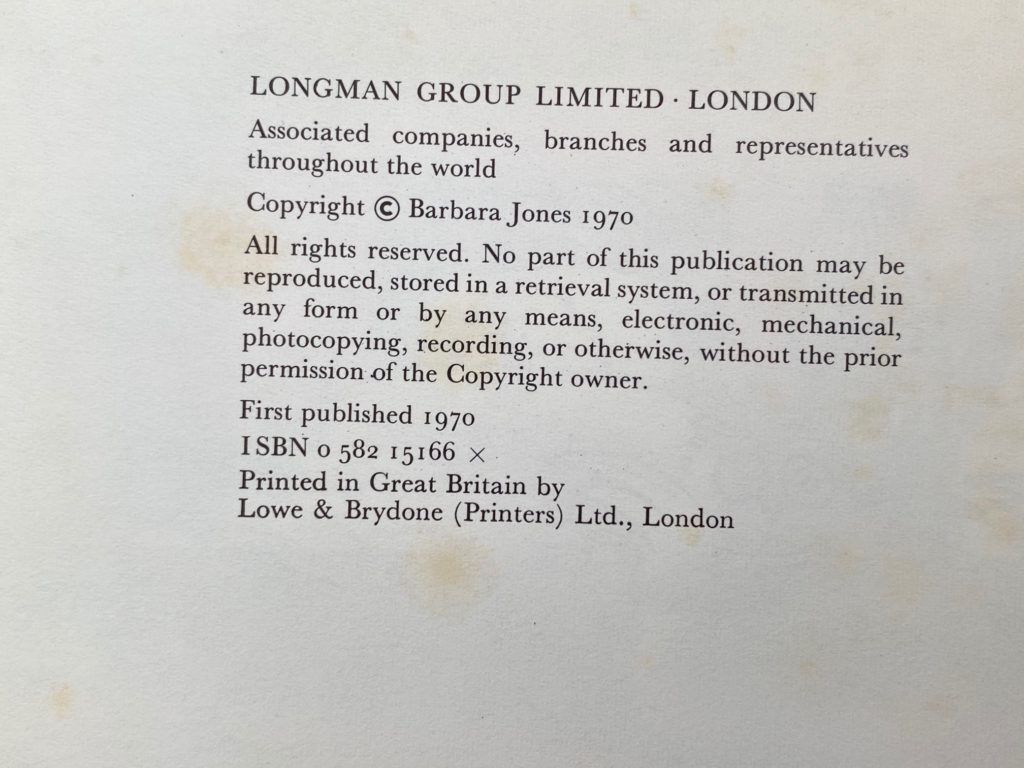 LONGMAN GROUP LIMITED · LONDON
Associated companies, branches and representatives
throughout the world
Copyright © Barbara Jones 1970
All rights reserved. No part of this publication may be
reproduced, stored in a retrieval system, or transmitted in
any form or by any means, electronic, mechanical,
photocopying, recording, or otherwise, without the prior
permission of the Copyright owner.
First published 1970
ISBN 0 582 15166 ×
Printed in Great Britain by
Lowe & Brydone (Printers) Ltd., London